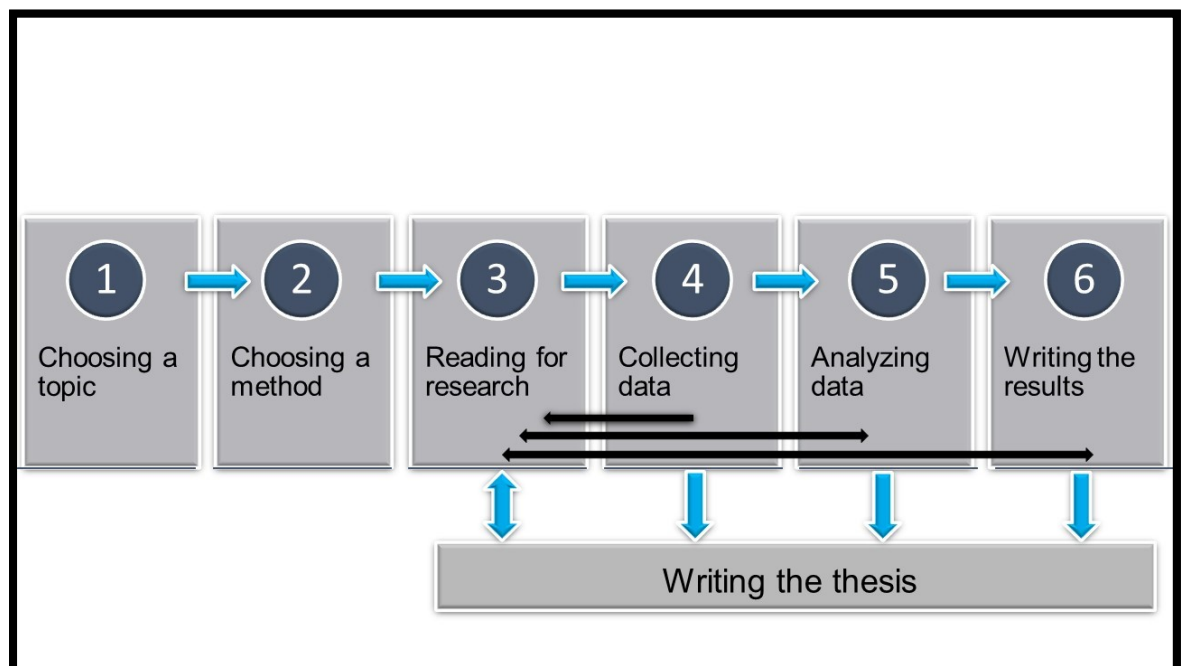 1
Choosing a
topic
2
Choosing a
method
3
Reading for
research
4
Collecting
data
5
Analyzing
data
6
Writing the
results
Writing the thesis